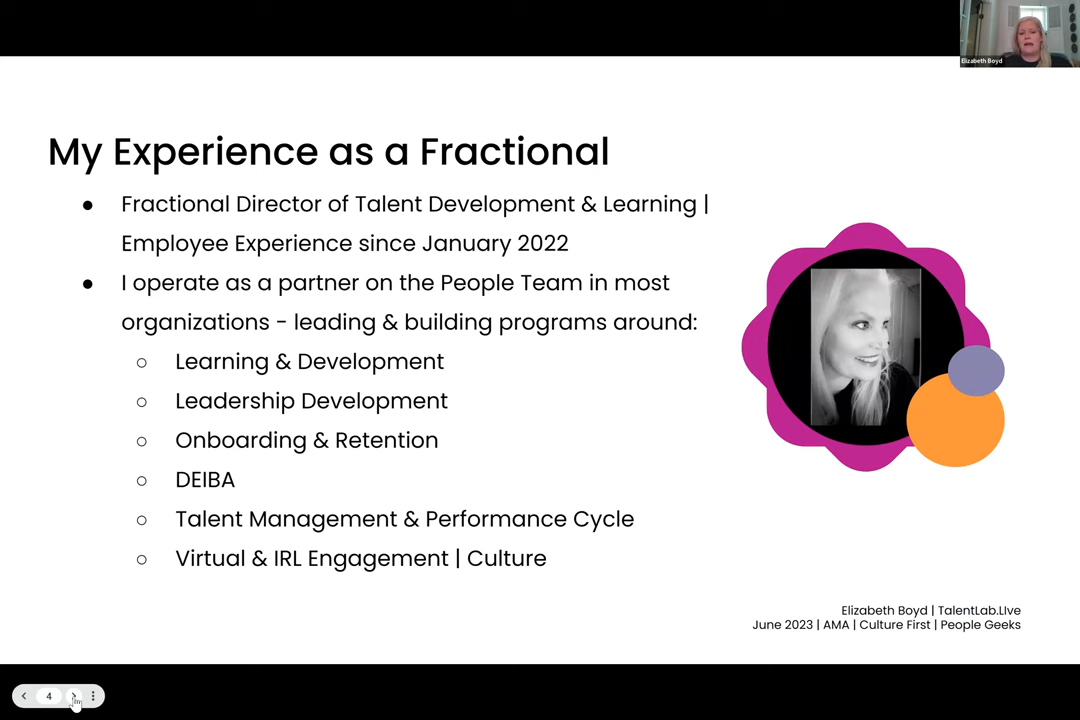 Elizabeth Boyd
My Experience as a Fractional
● Fractional Director of Talent Development & Learning |
Employee Experience since January 2022
● I operate as a partner on the People Team in most
organizations - leading & building programs around:
○ Learning & Development
○ Leadership Development
○ Onboarding & Retention
○ DEIBA
○ Talent Management & Performance Cycle
○ Virtual & IRL Engagement | Culture
Elizabeth Boyd | TalentLab.LIve
June 2023 | AMA | Culture First | People Geeks
4